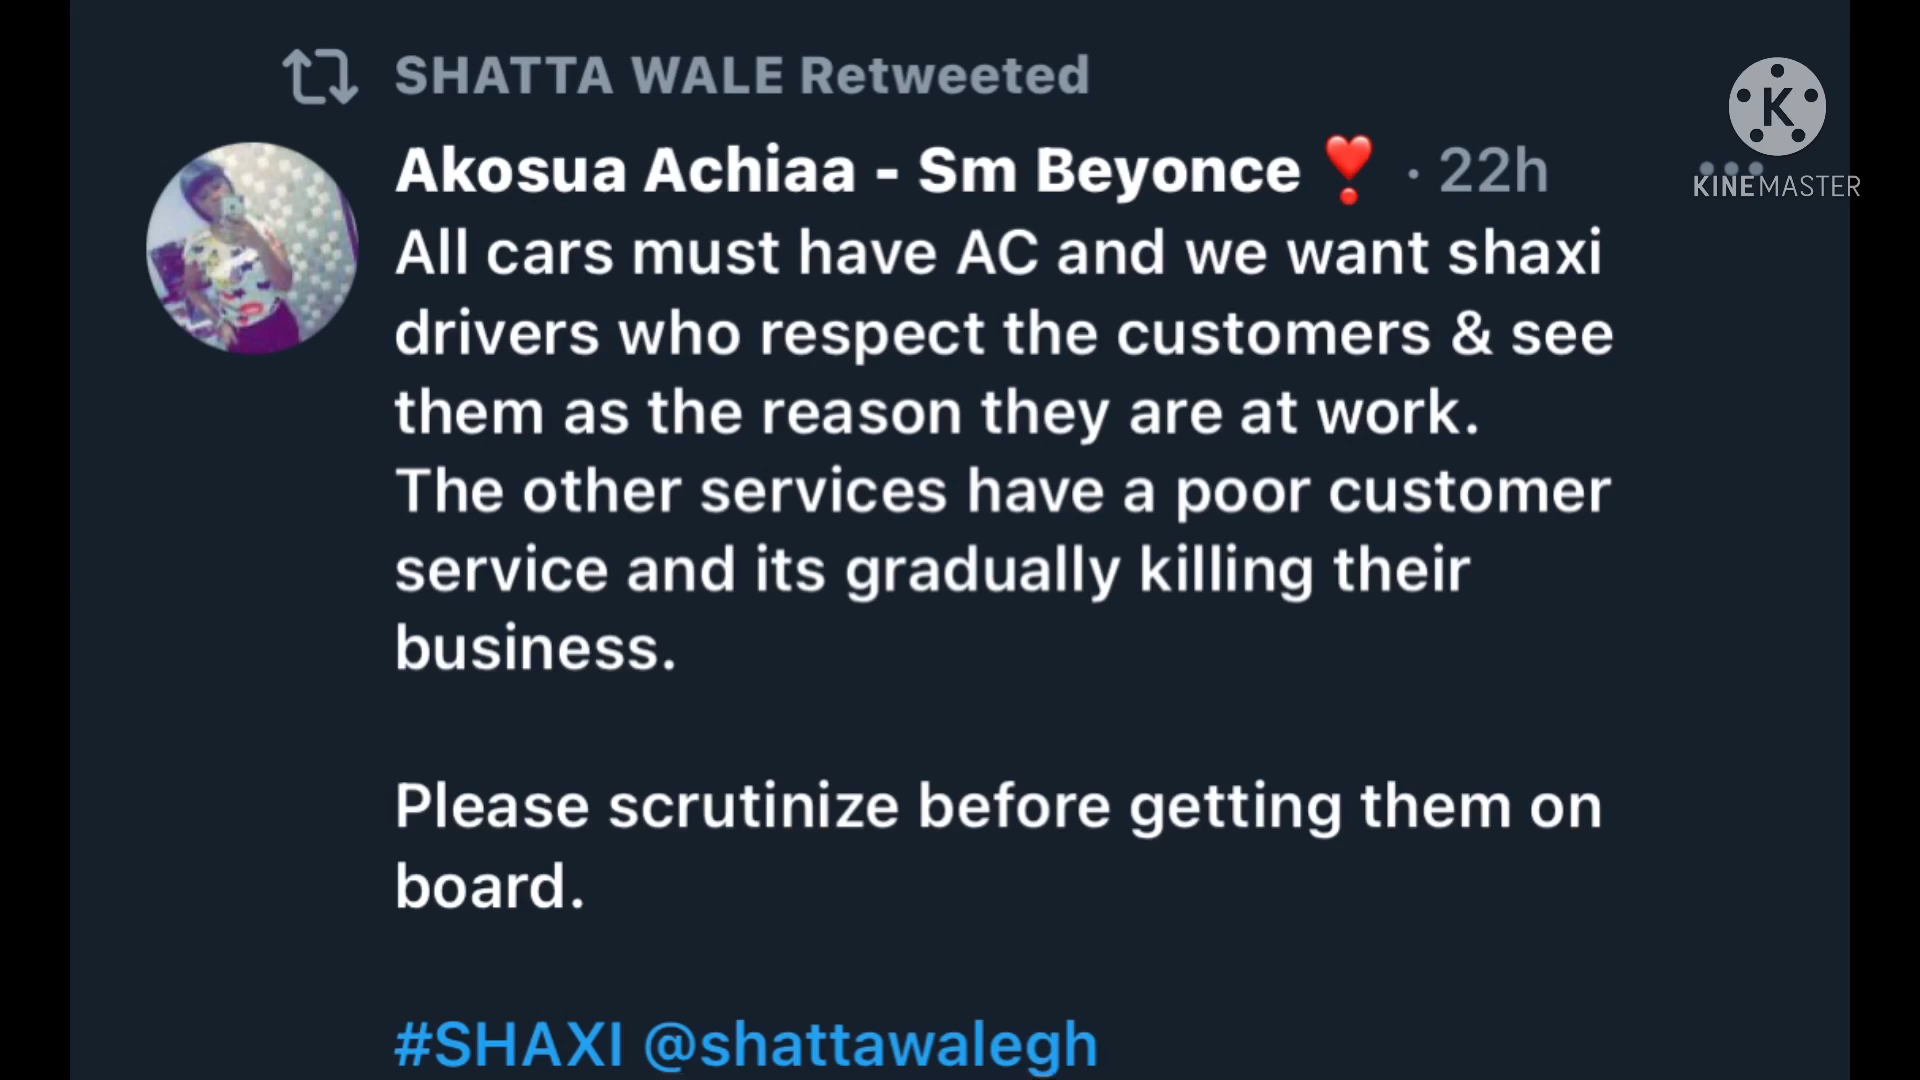 SHATTA WALE Retweeted
Akosua Achiaa - Sm Beyonce ❣️ · 22h
All cars must have AC and we want shaxi
drivers who respect the customers & see
them as the reason they are at work.
The other services have a poor customer
service and its gradually killing their
business.
Please scrutinize before getting them on
board.
#SHAXI @shattawalegh
K
KINEMASTER